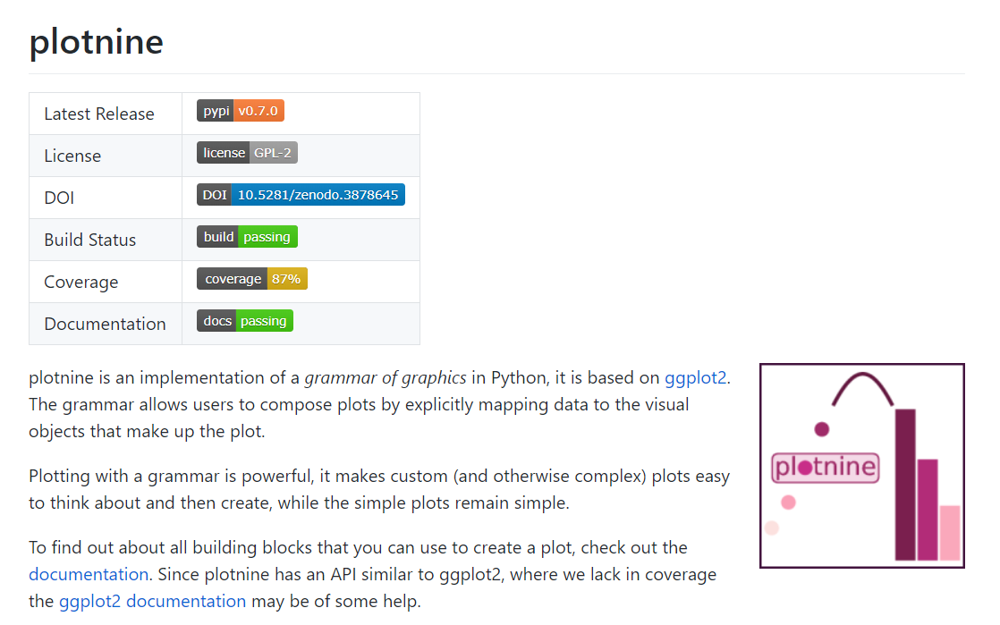 plotnine
Latest Release pypi v0.7.0
License license GPL-2
DOI DOI 10.5281/zenodo.3878645
Build Status build passing
Coverage coverage 87%
Documentation docs passing
plotnine is an implementation of a grammar of graphics in Python, it is based on ggplot2.
The grammar allows users to compose plots by explicitly mapping data to the visual
objects that make up the plot.
Plotting with a grammar is powerful, it makes custom (and otherwise complex) plots easy
to think about and then create, while the simple plots remain simple.
To find out about all building blocks that you can use to create a plot, check out the
documentation. Since plotnine has an API similar to ggplot2, where we lack in coverage
the ggplot2 documentation may be of some help.
plotnine